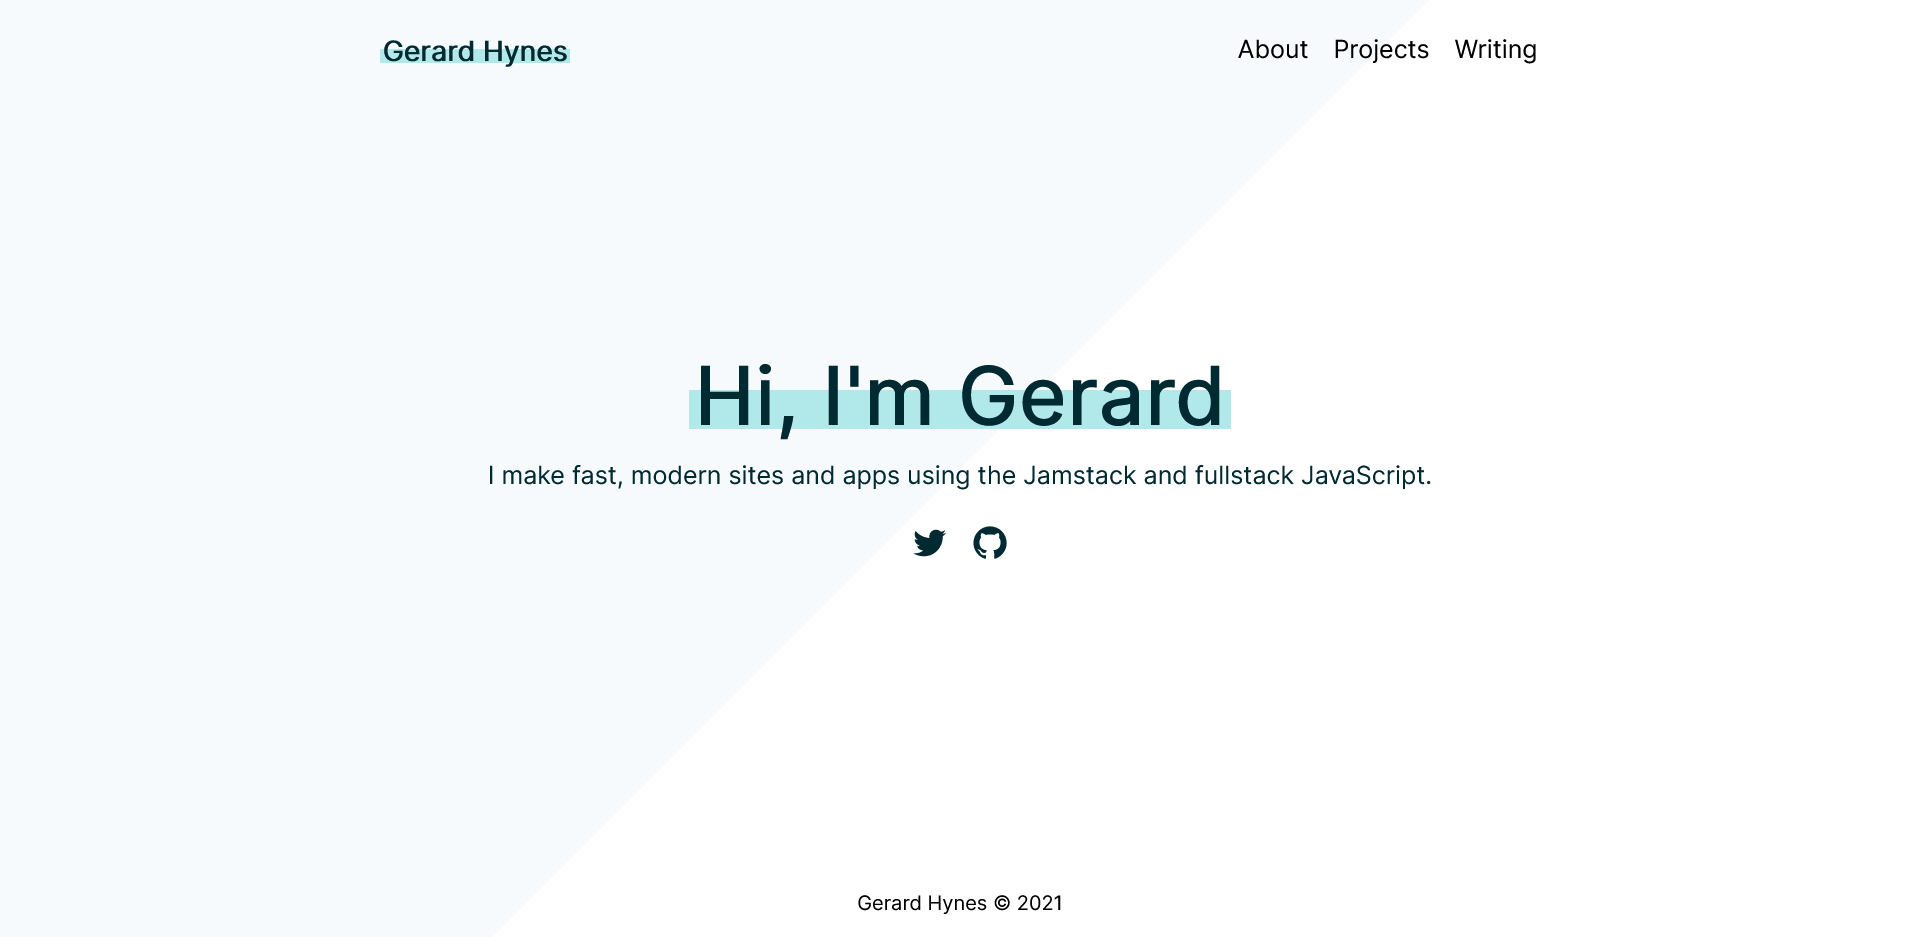 Gerard Hynes
About Projects Writing
Hi, I'm Gerard
I make fast, modern sites and apps using the Jamstack and fullstack JavaScript.
Gerard Hynes © 2021